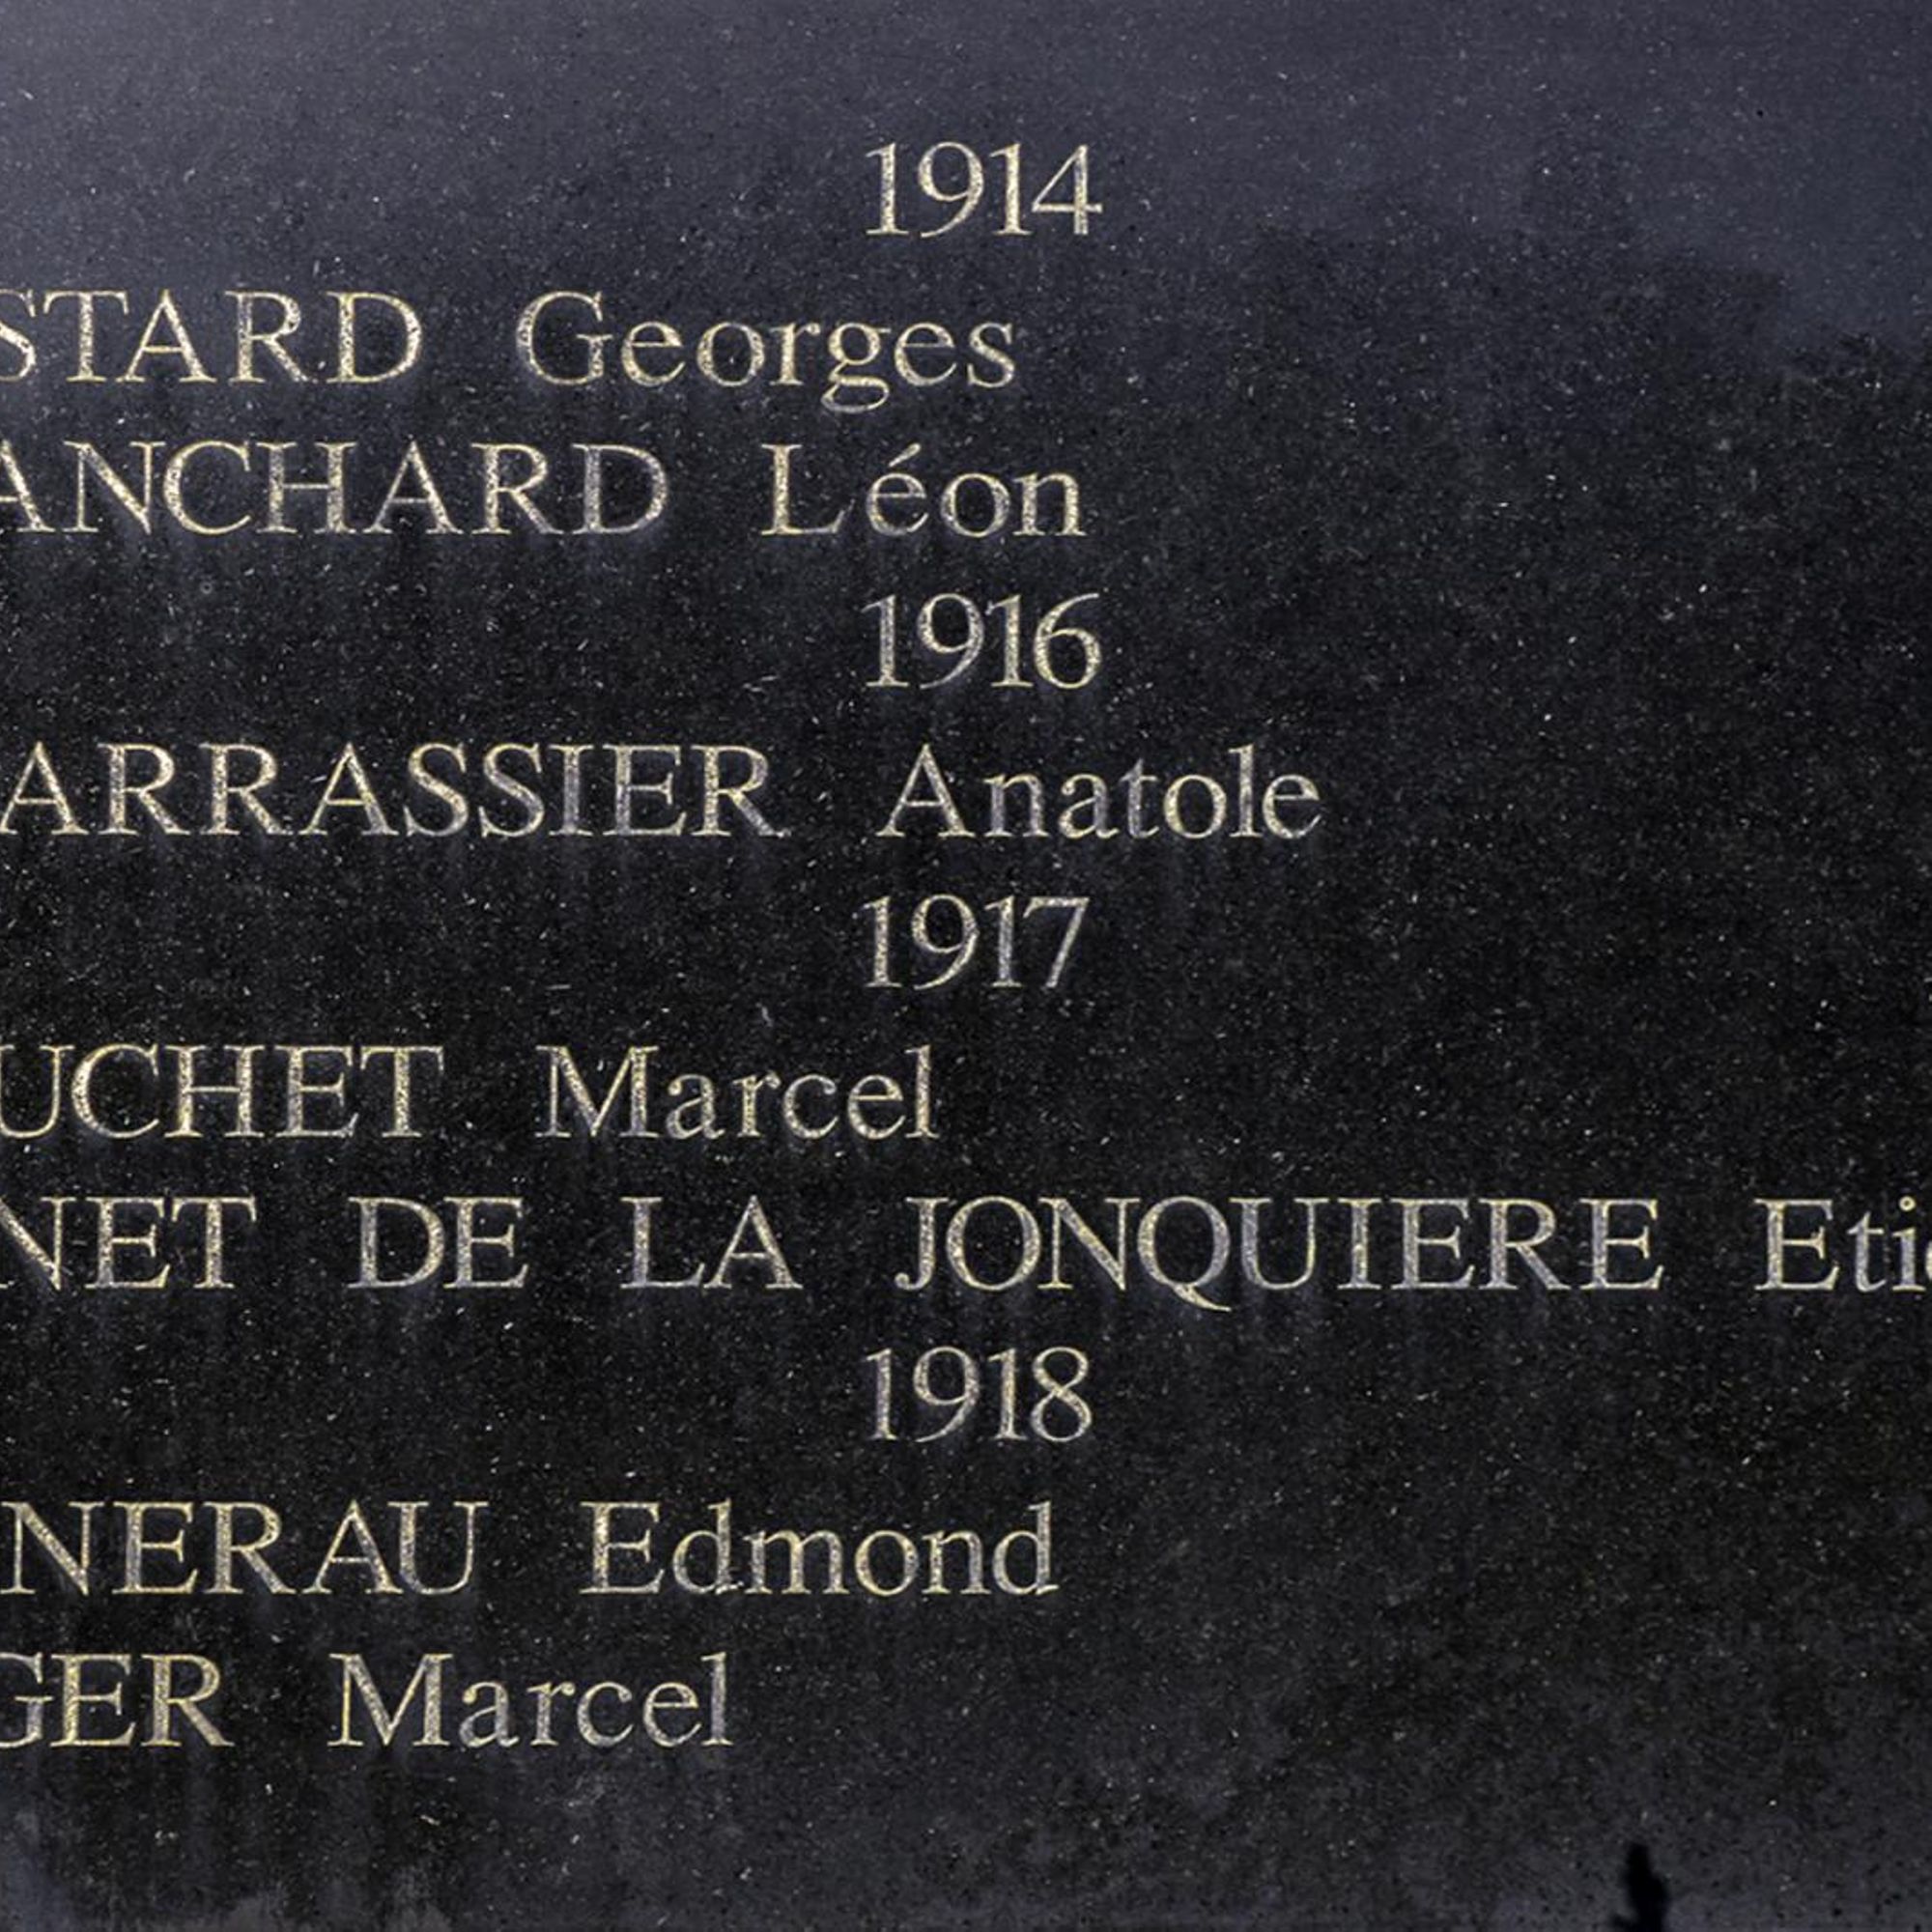 1914
STARD Georges
ANCHARD Léon
1916
ARRASSIER Anatole
1917
UCHET Marcel
NET DE LA JONQUIERE Eti
1918
NERAU Edmond
GER Marcel